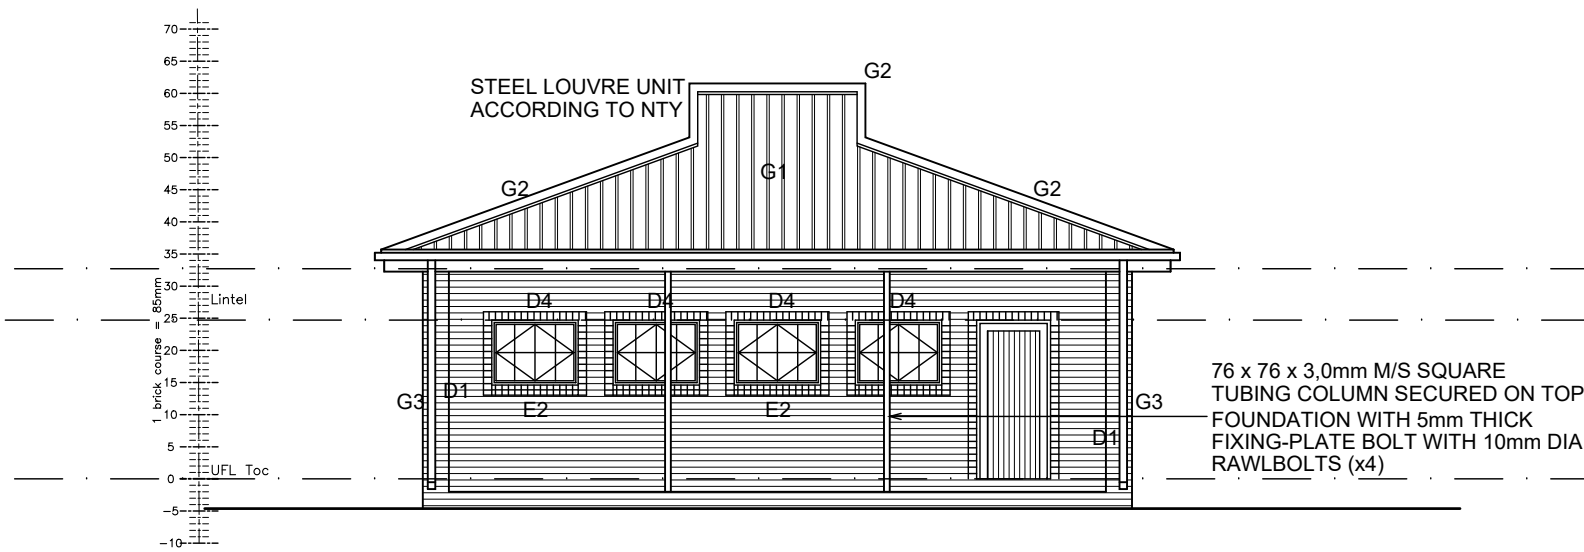 70
65
60
55
50
45
40
35
30
25
20
15
10
5
0
-5
-10
1 brick course = 85mm
Lintel
UFL Toc
STEEL LOUVRE UNIT
ACCORDING TO NTY
G2
G1
G2
G2
D4
D4
D4
D4
D1
G3
E2
E2
G3
D1
76 x 76 x 3,0mm M/S SQUARE
TUBING COLUMN SECURED ON TOP
FOUNDATION WITH 5mm THICK
FIXING-PLATE BOLT WITH 10mm DIA
RAWLBOLTS (x4)